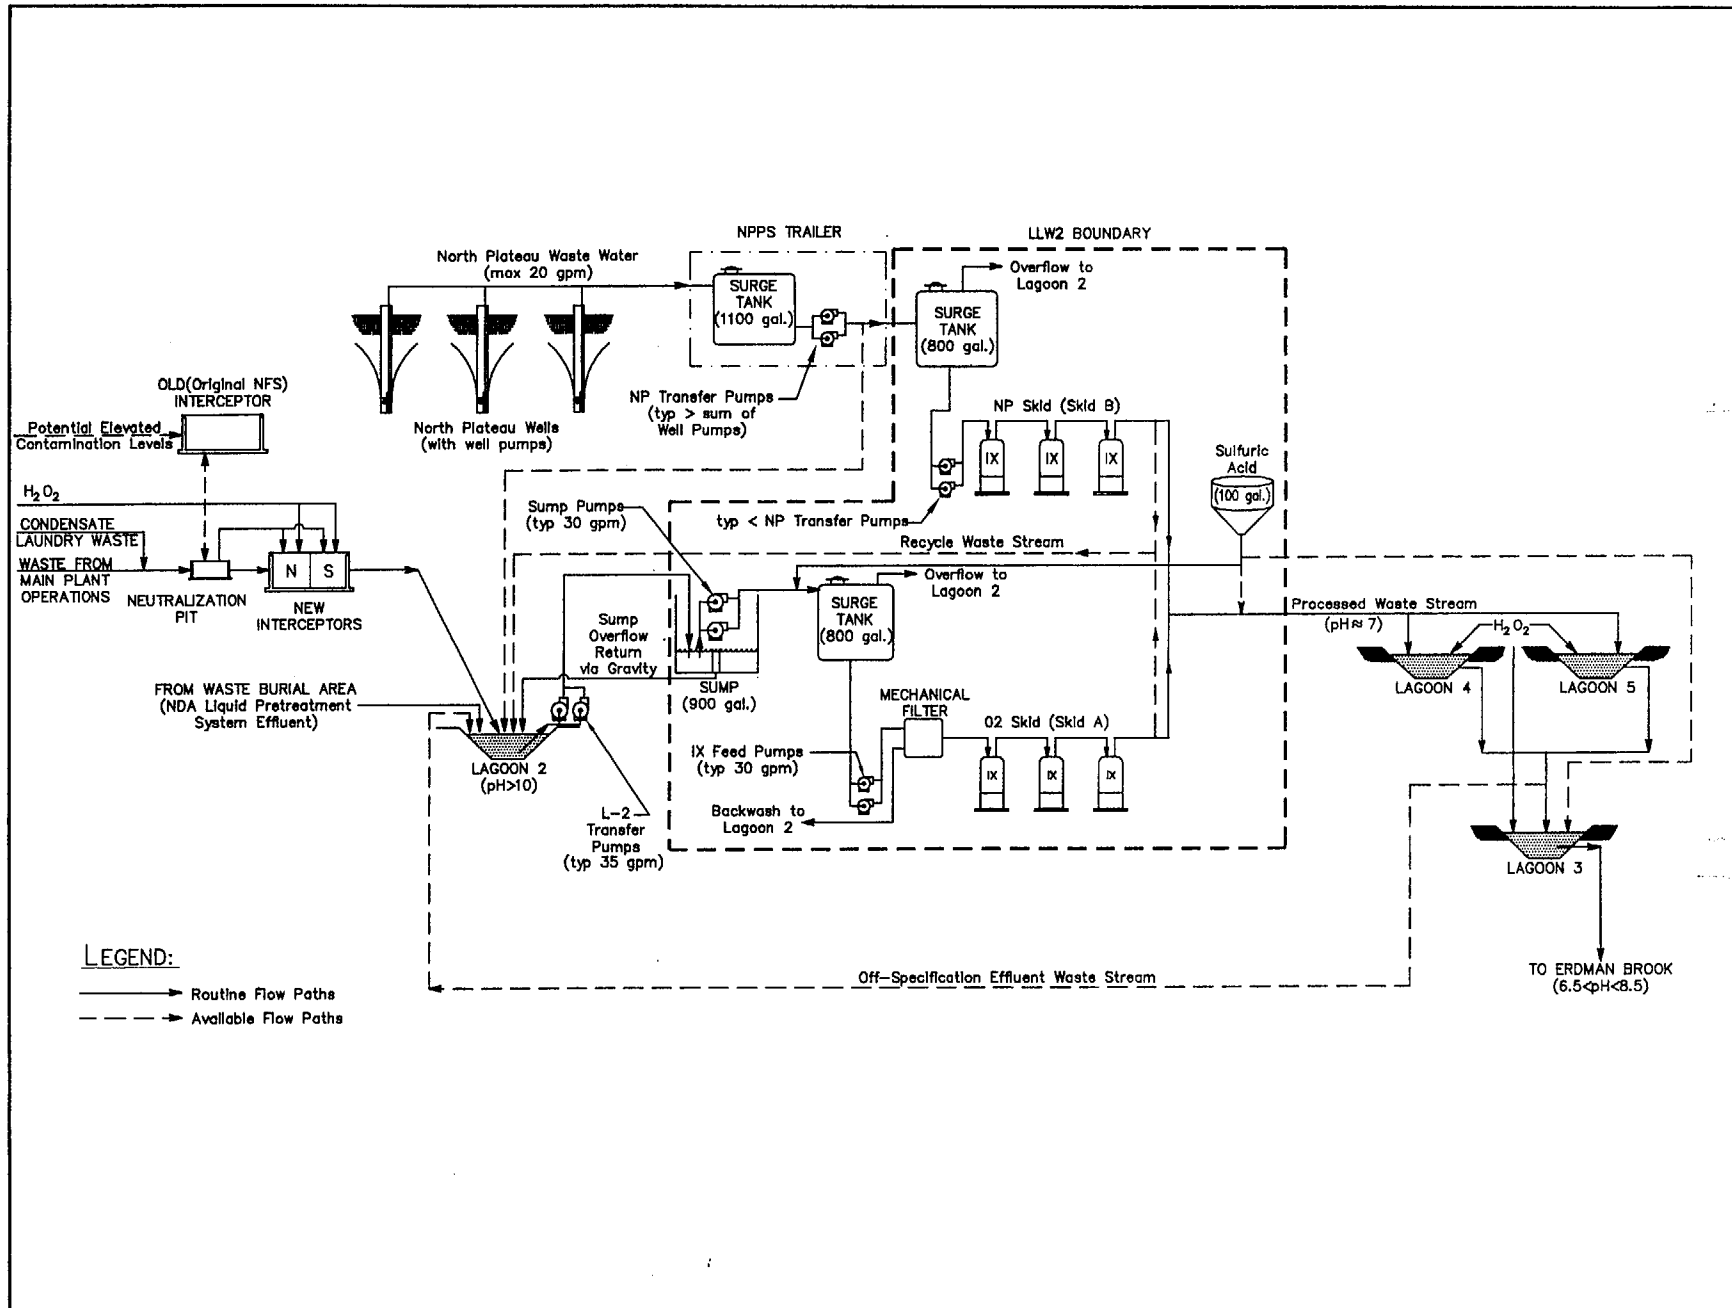 NPPS TRAILER
LLW2 BOUNDARY
North Plateau Waste Water
(max 20 gpm)
SURGE
TANK
(1100 gal.)
Overflow to
Lagoon 2
SURGE
TANK
(800 gal.)
OLD(Original NFS)
INTERCEPTOR
Potential Elevated
Contamination Levels
North Plateau Wells
(with well pumps)
NP Transfer Pumps
(typ > sum of
Well Pumps)
NP Skid (Skid B)
IX
IX
IX
Sulfuric
Acid
(100 gal.)
H2O2
CONDENSATE
LAUNDRY WASTE
WASTE FROM
MAIN PLANT
OPERATIONS
NEUTRALIZATION
PIT
N
S
NEW
INTERCEPTORS
Sump Pumps
(typ 30 gpm)
typ < NP Transfer Pumps
Recycle Waste Stream
Overflow to
Lagoon 2
SURGE
TANK
(800 gal.)
Sump
Overflow
Return
via Gravity
SUMP
(900 gal.)
Processed Waste Stream
(pH≈7)
H2O2
LAGOON 4
LAGOON 5
FROM WASTE BURIAL AREA
(NDA Liquid Pretreatment
System Effluent)
LAGOON 2
(pH>10)
MECHANICAL
FILTER
02 Skid (Skid A)
IX
IX
IX
IX Feed Pumps
(typ 30 gpm)
Backwash to
Lagoon 2
L-2
Transfer
Pumps
(typ 35 gpm)
LAGOON 3
LEGEND:
Routine Flow Paths
Available Flow Paths
Off-Specification Effluent Waste Stream
TO ERDMAN BROOK
(6.5<pH<8.5)